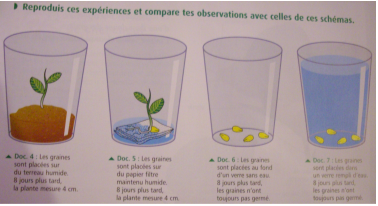 Reproduis ces expériences et compare tes observations avec celles de ces schémas.
Doc. 4 : Les graines
sont placées sur
du terreau humide.
8 jours plus tard,
la plante mesure 4 cm.
Doc. 5 : Les graines
sont placées sur
du papier filtre
maintenu humide.
8 jours plus tard,
la plante mesure 4 cm.
Doc. 6 : Les graines
sont placées au fond
d'un verre sans eau.
8 jours plus tard,
les graines n'ont
toujours pas germé.
Doc. 7 : Les graines
sont placées dans
un verre rempli d'eau.
8 jours plus tard,
les graines n'ont
toujours pas germé.